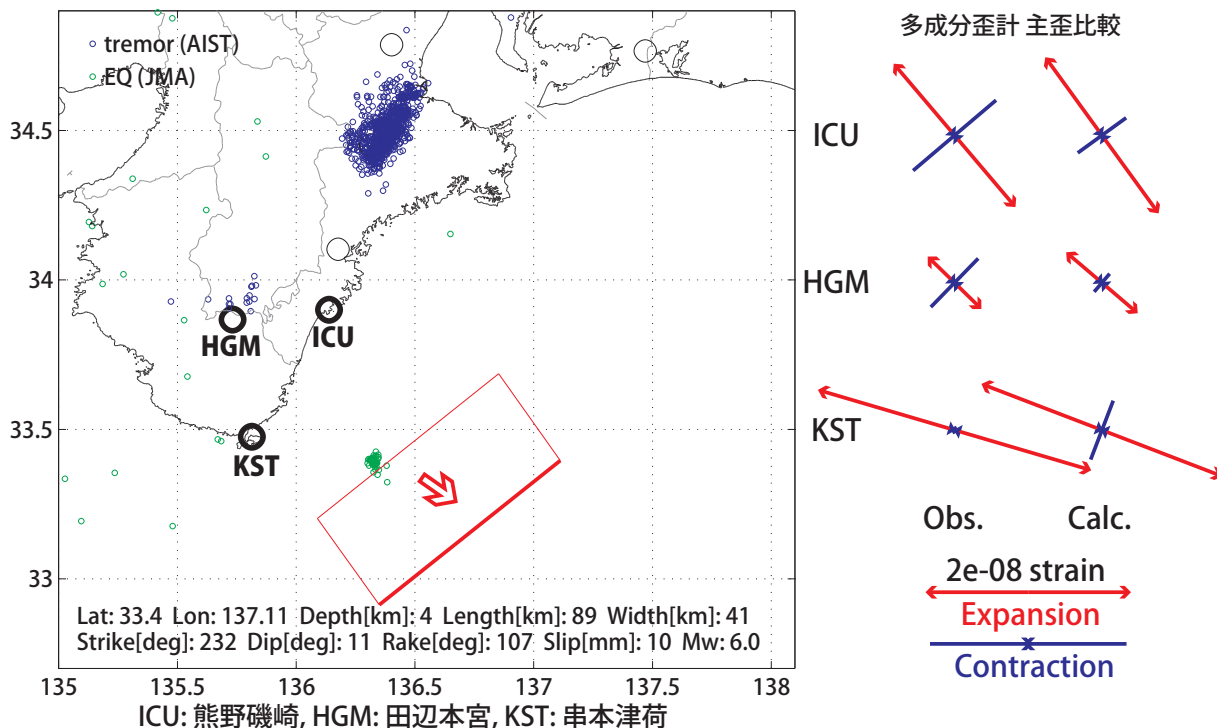 tremor (AIST)
EQ (JMA)
34.5
34
33.5
33
HGM
ICU
KST
Lat: 33.4 Lon: 137.11 Depth[km]: 4 Length[km]: 89 Width[km]: 41
Strike[deg]: 232 Dip[deg]: 11 Rake[deg]: 107 Slip[mm]: 10 Mw: 6.0
135 135.5 136 136.5 137 137.5 138
ICU: 熊野磯崎, HGM: 田辺本宮, KST: 串本津荷
多成分歪計 主歪比較
ICU
HGM
KST
Obs. Calc.
2e-08 strain
Expansion
Contraction